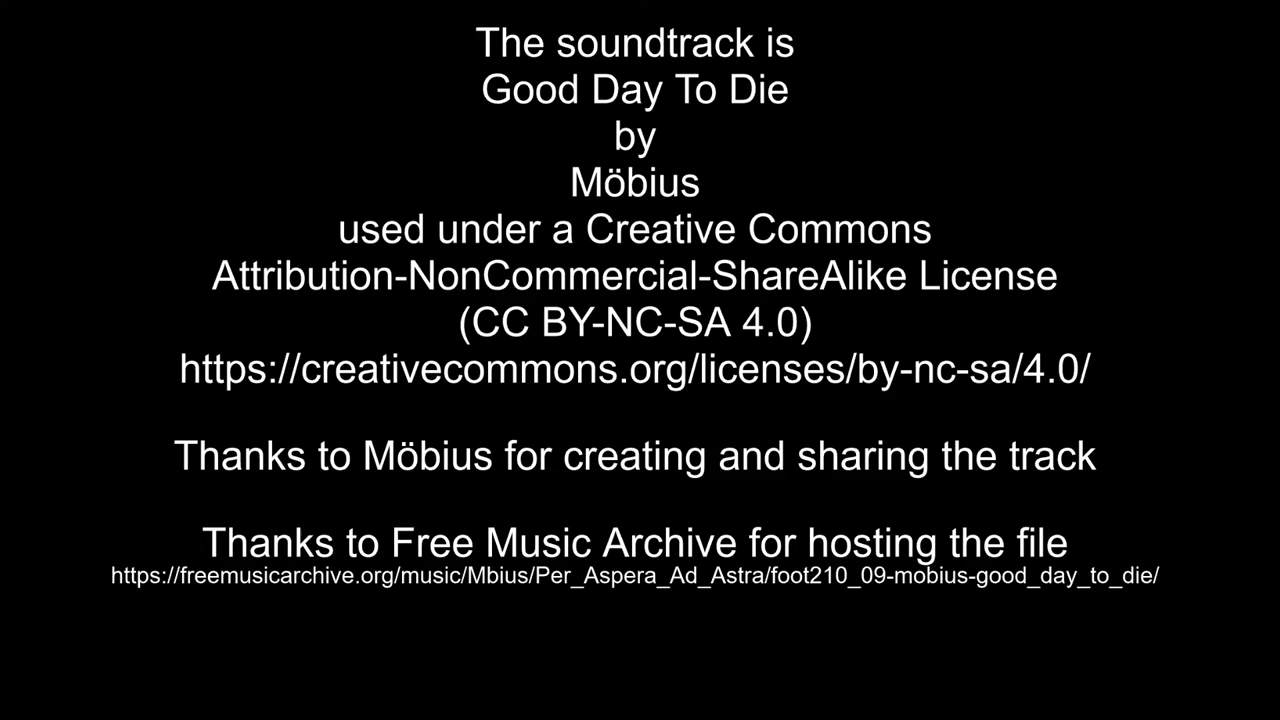 The soundtrack is
Good Day To Die
by
Möbius
used under a Creative Commons
Attribution-NonCommercial-ShareAlike License
(CC BY-NC-SA 4.0)
https://creativecommons.org/licenses/by-nc-sa/4.0/
Thanks to Möbius for creating and sharing the track
Thanks to Free Music Archive for hosting the file
https://freemusicarchive.org/music/Mbius/Per_Aspera_Ad_Astra/foot210_09-mobius-good_day_to_die/